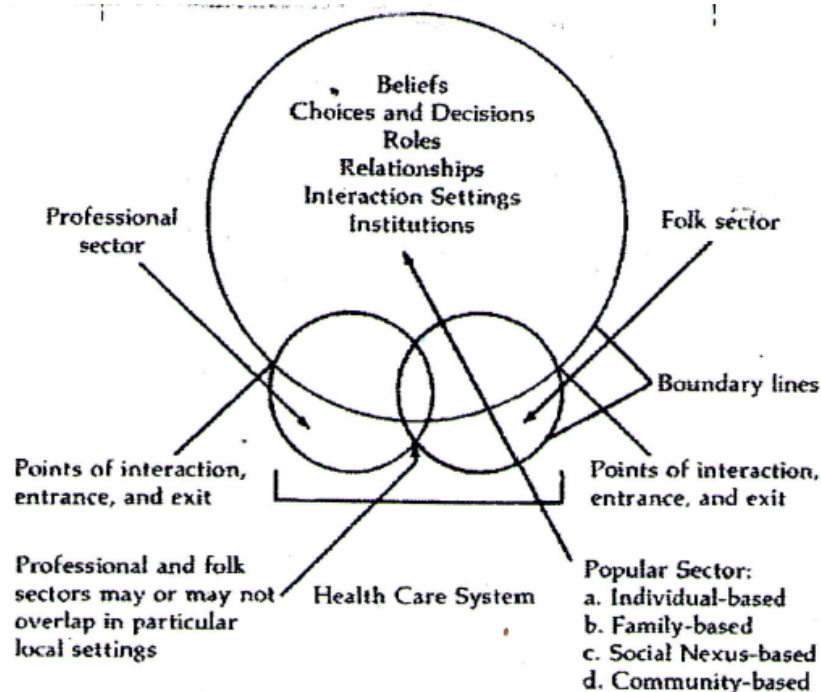 Beliefs
Choices and Decisions
Roles
Relationships
Interaction Settings
Institutions
Professional
sector
Folk sector
Boundary lines
Points of interaction,
entrance, and exit
Points of interaction,
entrance, and exit
Professional and folk
sectors may or may not
overlap in particular
local settings
Health Care System
Popular Sector:
a. Individual-based
b. Family-based
c. Social Nexus-based
d. Community-based